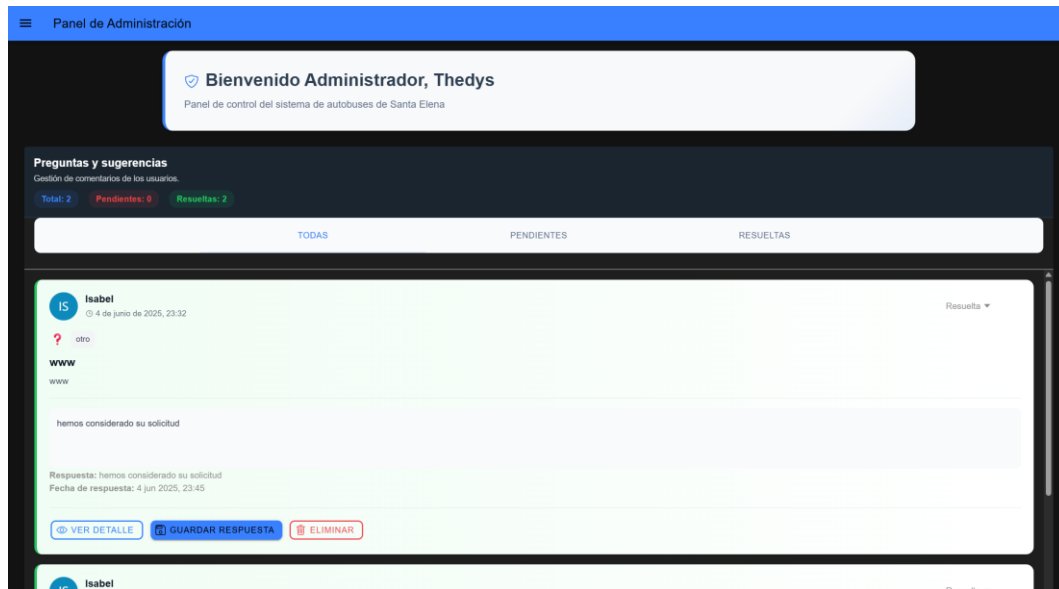 Panel de Administración
Bienvenido Administrador, Thedys
Panel de control del sistema de autobuses de Santa Elena
Preguntas y sugerencias
Gestión de comentarios de los usuarios.
Total: 2 Pendientes: 0 Resueltas: 2
TODAS PENDIENTES RESUELTAS
IS Isabel
4 de junio de 2025, 23:32
Resuelta
? otro
www
www
hemos considerado su solicitud
Respuesta: hemos considerado su solicitud
Fecha de respuesta: 4 jun 2025, 23:45
VER DETALLE GUARDAR RESPUESTA ELIMINAR
Isabel